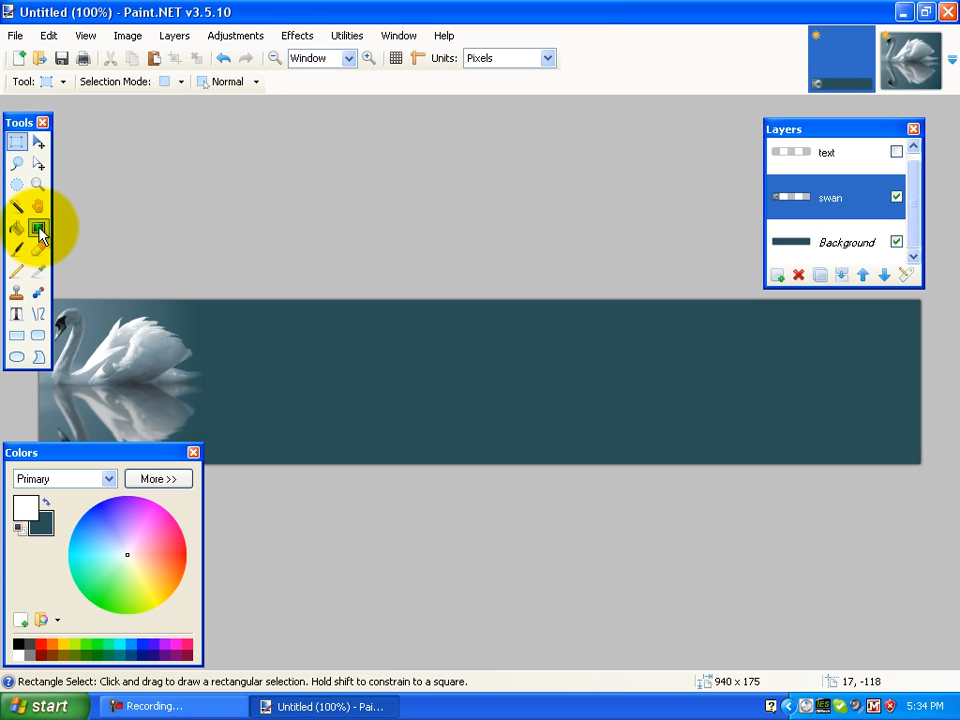 Untitled (100%) - Paint.NET v3.5.10
File Edit View Image Layers Adjustments Effects Utilities Window Help
Window Units: Pixels
Tool: Selection Mode: Normal
Tools
Layers
text
swan
Background
Colors
Primary More >>
Rectangle Select: Click and drag to draw a rectangular selection. Hold shift to constrain to a square. 940 x 175 17, -118
start Recording... Untitled (100%) - Pai... 5:34 PM